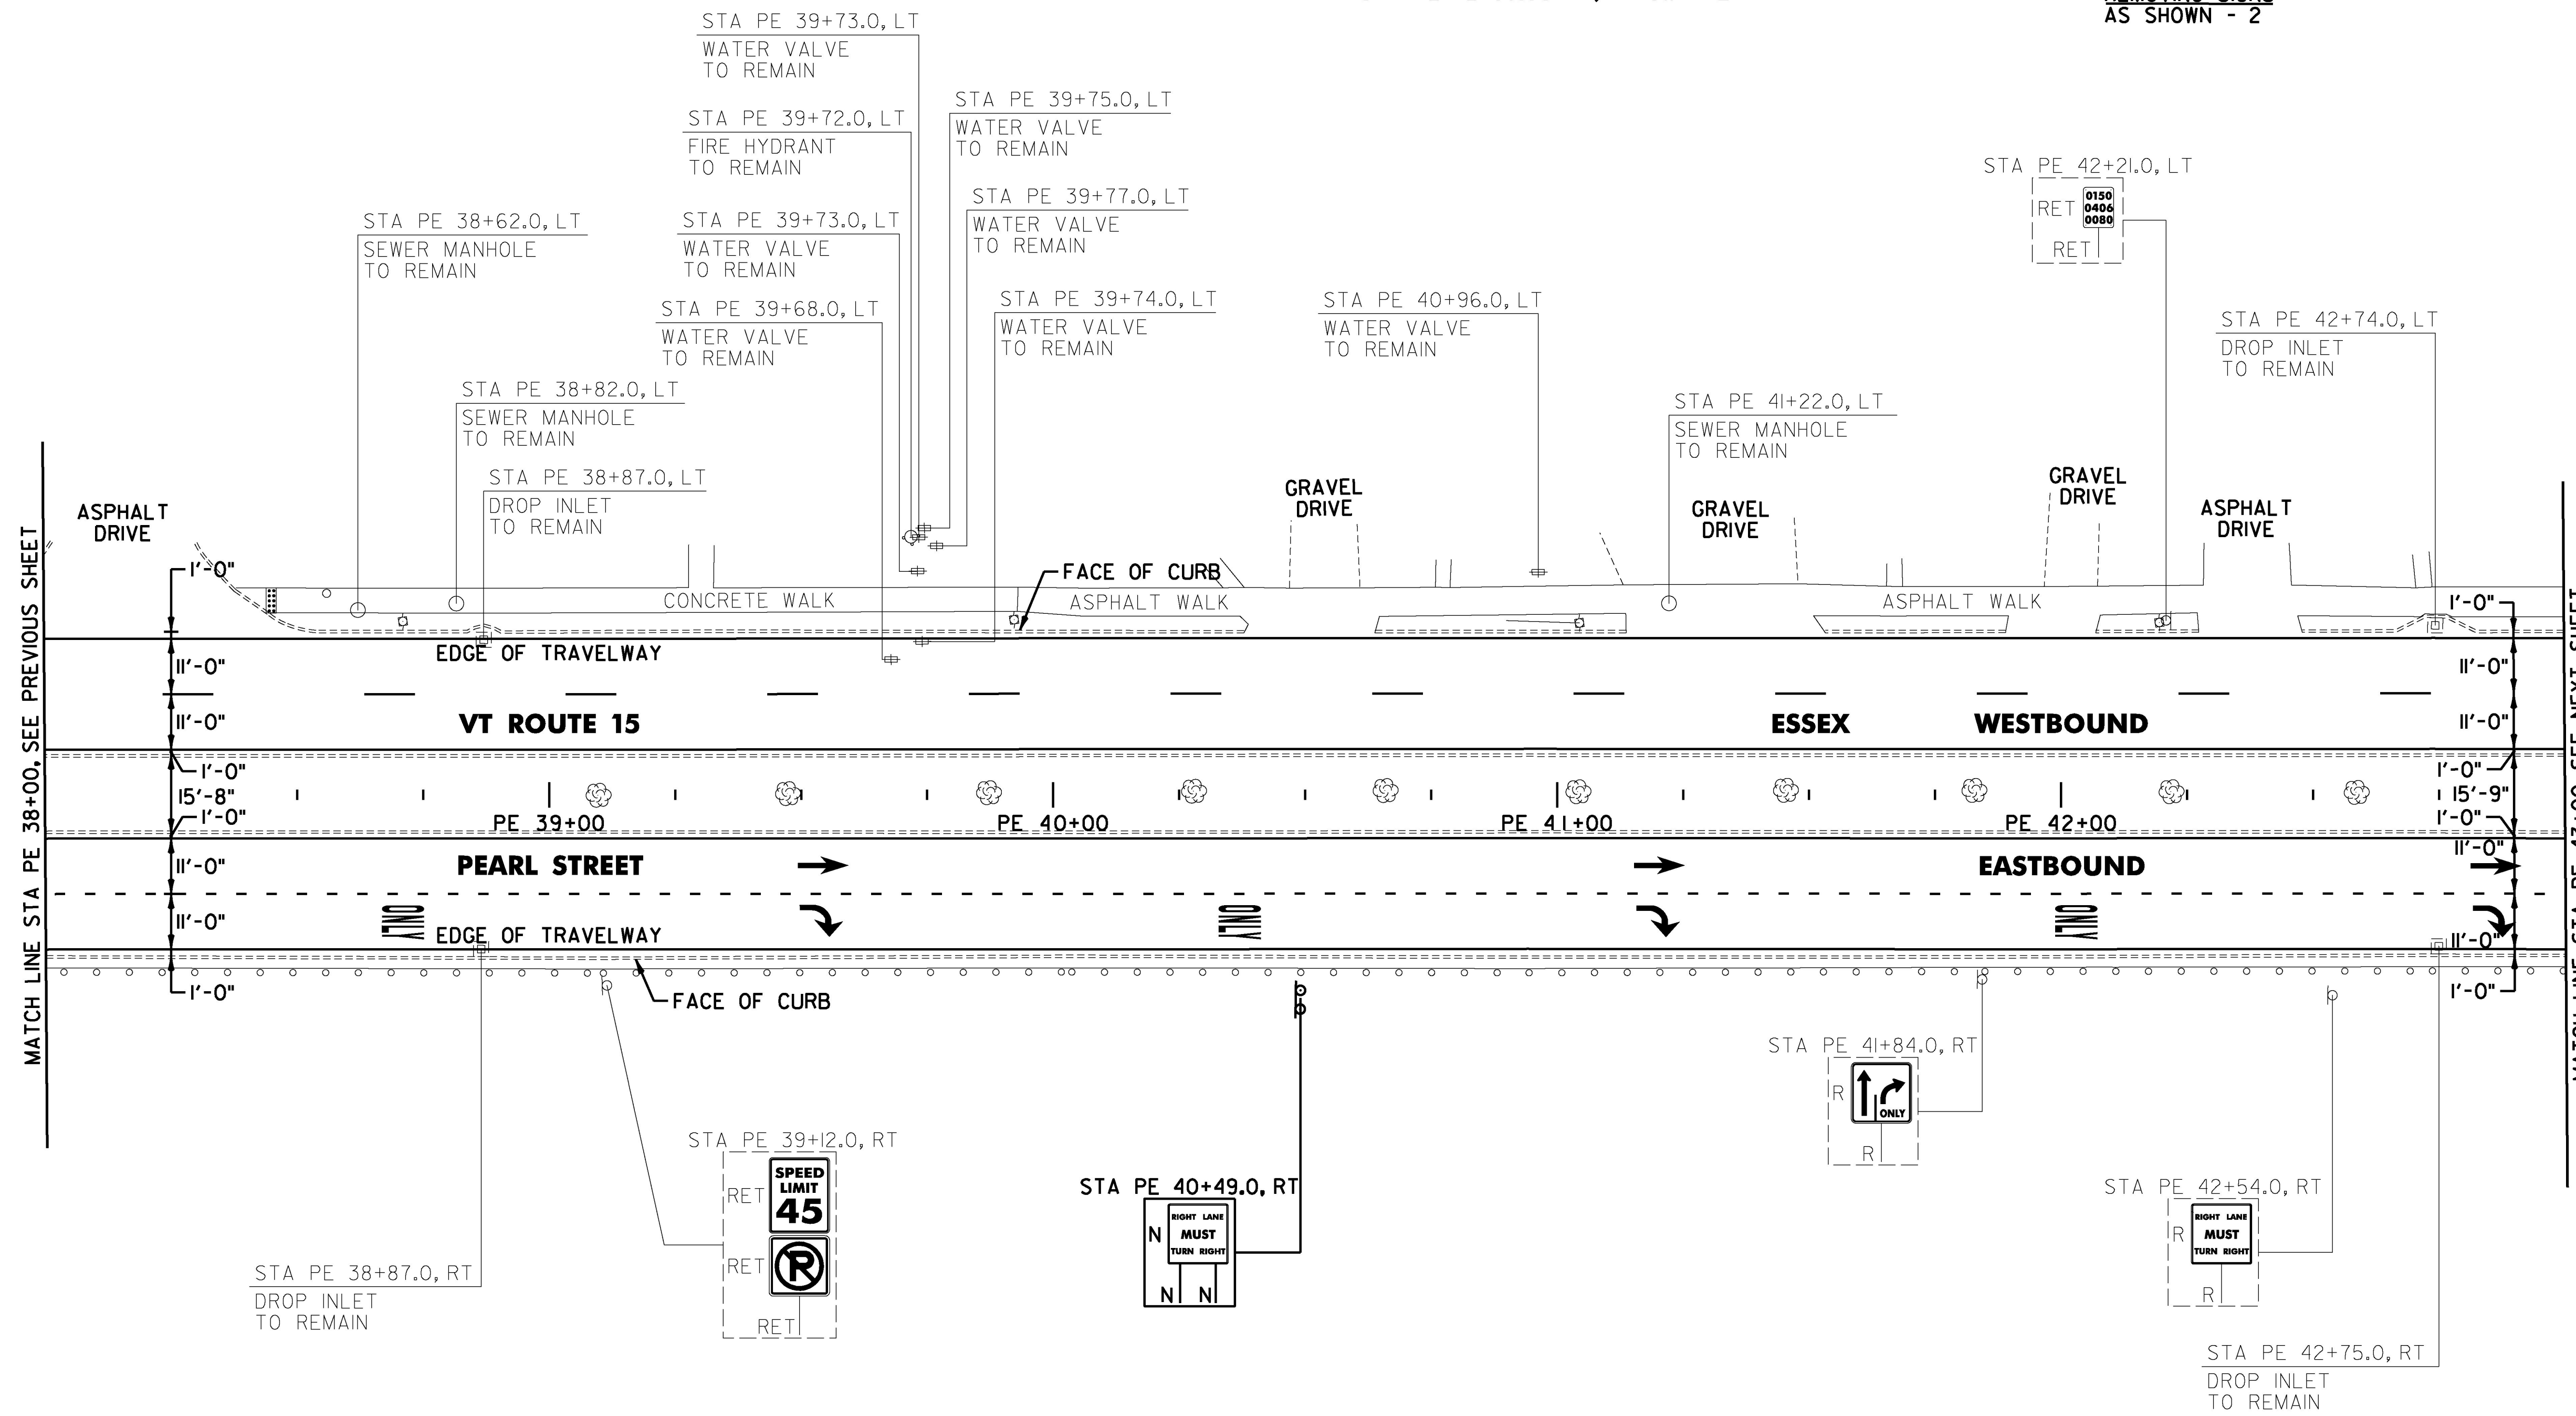 AS SHOWN - 2
STA PE 39+73.0, LT
WATER VALVE
TO REMAIN
STA PE 39+72.0, LT
FIRE HYDRANT
TO REMAIN
STA PE 39+75.0, LT
WATER VALVE
TO REMAIN
STA PE 39+73.0, LT
WATER VALVE
TO REMAIN
STA PE 39+77.0, LT
WATER VALVE
TO REMAIN
STA PE 38+62.0, LT
SEWER MANHOLE
TO REMAIN
STA PE 39+68.0, LT
WATER VALVE
TO REMAIN
STA PE 39+74.0, LT
WATER VALVE
TO REMAIN
STA PE 40+96.0, LT
WATER VALVE
TO REMAIN
STA PE 42+21.0, LT
RET
0150
0406
0080
RET
STA PE 42+74.0, LT
DROP INLET
TO REMAIN
STA PE 38+82.0, LT
SEWER MANHOLE
TO REMAIN
STA PE 41+22.0, LT
SEWER MANHOLE
TO REMAIN
STA PE 38+87.0, LT
DROP INLET
TO REMAIN
ASPHALT
DRIVE
GRAVEL
DRIVE
GRAVEL
DRIVE
GRAVEL
DRIVE
ASPHALT
DRIVE
MATCH LINE STA PE 38+00, SEE PREVIOUS SHEET
1'-0"
FACE OF CURB
CONCRETE WALK
ASPHALT WALK
ASPHALT WALK
1'-0"
EDGE OF TRAVELWAY
11'-0"
11'-0"
11'-0"
VT ROUTE 15
ESSEX
WESTBOUND
11'-0"
1'-0"
15'-8"
1'-0"
1'-0"
15'-9"
1'-0"
PE 39+00
PE 40+00
PE 41+00
PE 42+00
11'-0"
PEARL STREET
EASTBOUND
11'-0"
11'-0"
ONLY
EDGE OF TRAVELWAY
ONLY
ONLY
11'-0"
1'-0"
FACE OF CURB
1'-0"
STA PE 41+84.0, RT
R
ONLY
R
STA PE 39+12.0, RT
RET
SPEED
LIMIT
45
RET
P
RET
STA PE 40+49.0, RT
N
RIGHT LANE
MUST
TURN RIGHT
N N
STA PE 42+54.0, RT
R
RIGHT LANE
MUST
TURN RIGHT
R
STA PE 38+87.0, RT
DROP INLET
TO REMAIN
STA PE 42+75.0, RT
DROP INLET
TO REMAIN